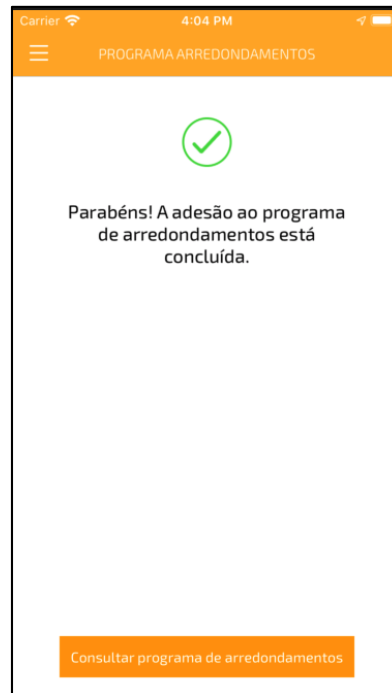 Carrier 4:04 PM
PROGRAMA ARREDONDAMENTOS
Parabéns! A adesão ao programa
de arredondamentos está
concluída.
Consultar programa de arredondamentos